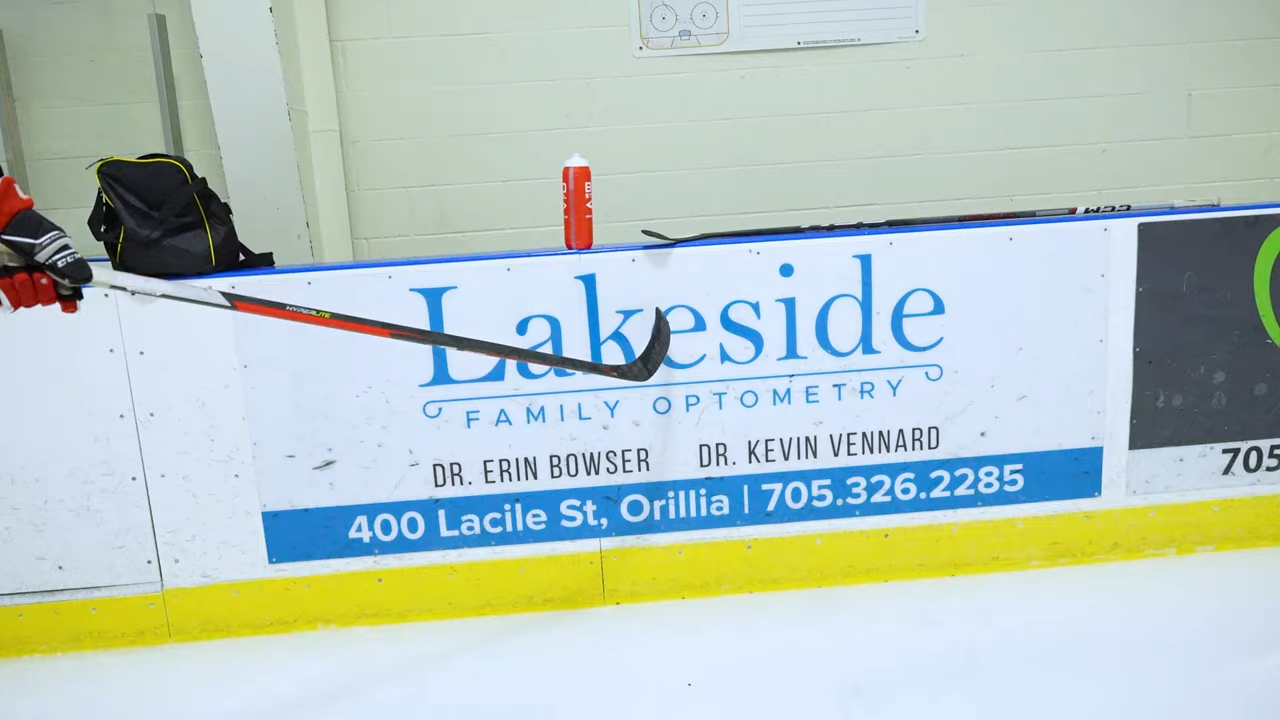 CCM
HYPERLITE
Lakeside
FAMILY OPTOMETRY
DR. ERIN BOWSER DR. KEVIN VENNARD
400 Lacile St, Orillia | 705.326.2285
705